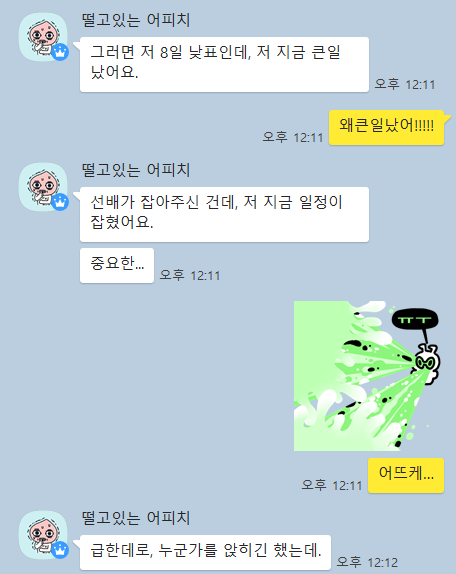 떨고있는 어피치
그러면 저 8일 낮표인데, 저 지금 큰일
났어요.
오후 12:11
오후 12:11
왜큰일났어!!!!!
떨고있는 어피치
선배가 잡아주신 건데, 저 지금 일정이
잡혔어요.
중요한...
오후 12:11
ㅠㅜ
오후 12:11
어뜨케...
떨고있는 어피치
급한데로, 누군가를 앉히긴 했는데.
오후 12:12